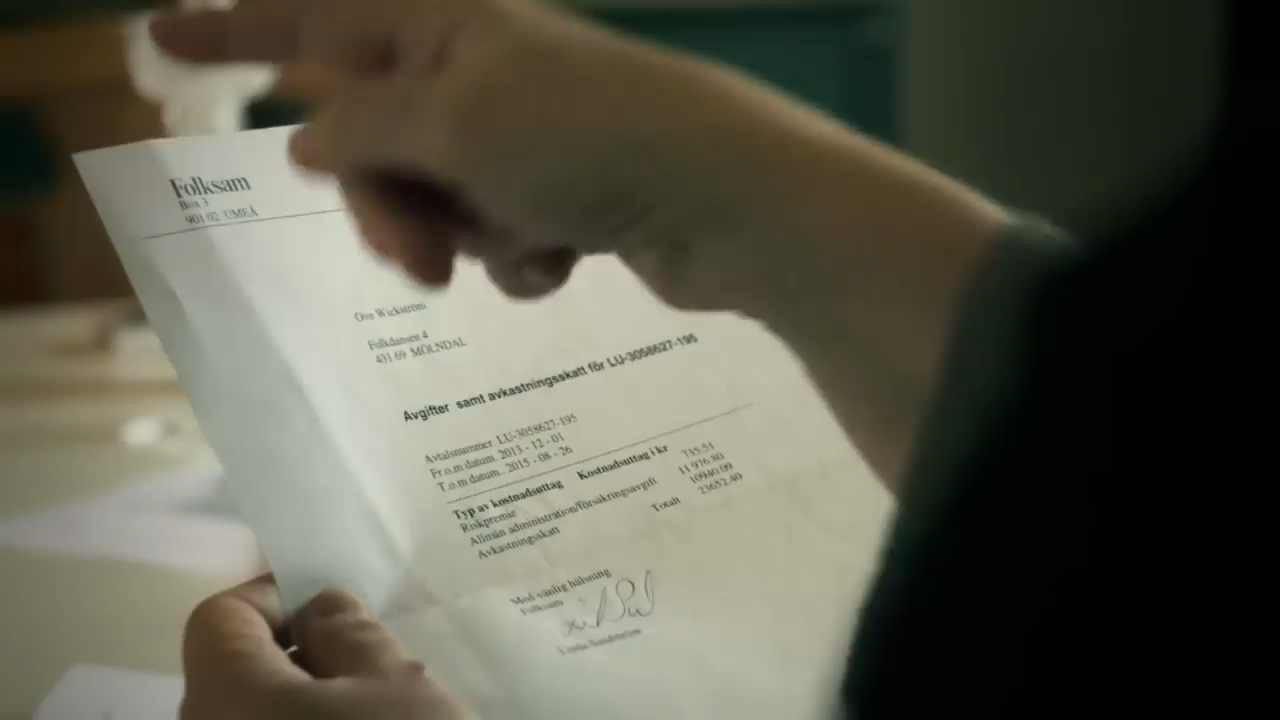 Folksam
Box 3
901 02 UMEÅ
Ove Wickström
Folkdansen 4
431 69 MÖLNDAL
Avgifter samt avkastningsskatt för LU-3058627-195
Avtalsnummer. LU-3058627-195
Fr.o.m datum. 2013 - 12 - 01
T.o.m datum.. 2015 - 08 - 26
Typ av kostnadsuttag Kostnadsuttag i kr
Riskpremie 735.51
Allmän administration/försäkringsavgift 11 976.80
Avkastningsskatt 10940.09
Totalt 23652.40
Med vänlig hälsning
Folksam